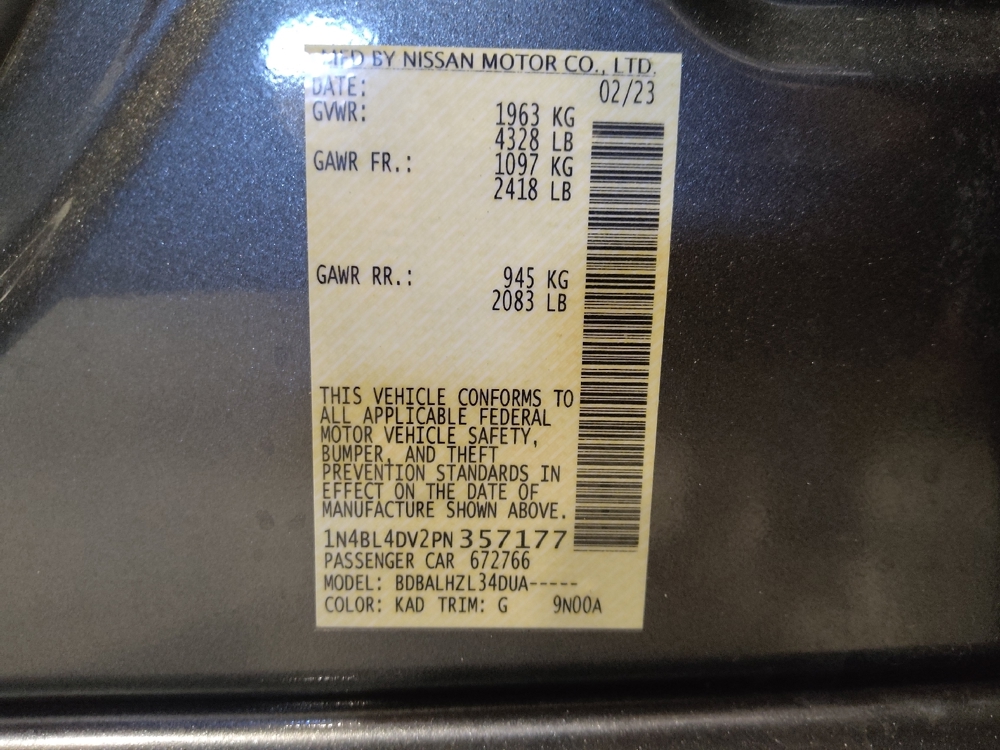 MFD BY NISSAN MOTOR CO., LTD.
DATE: 02/23
GVWR: 1963 KG
4328 LB
GAWR FR.: 1097 KG
2418 LB
GAWR RR.: 945 KG
2083 LB
THIS VEHICLE CONFORMS TO
ALL APPLICABLE FEDERAL
MOTOR VEHICLE SAFETY,
BUMPER, AND THEFT
PREVENTION STANDARDS IN
EFFECT ON THE DATE OF
MANUFACTURE SHOWN ABOVE.
1N4BL4DV2PN357177
PASSENGER CAR 672766
MODEL: BDBALHZL34DUA-----
COLOR: KAD TRIM: G 9N00A